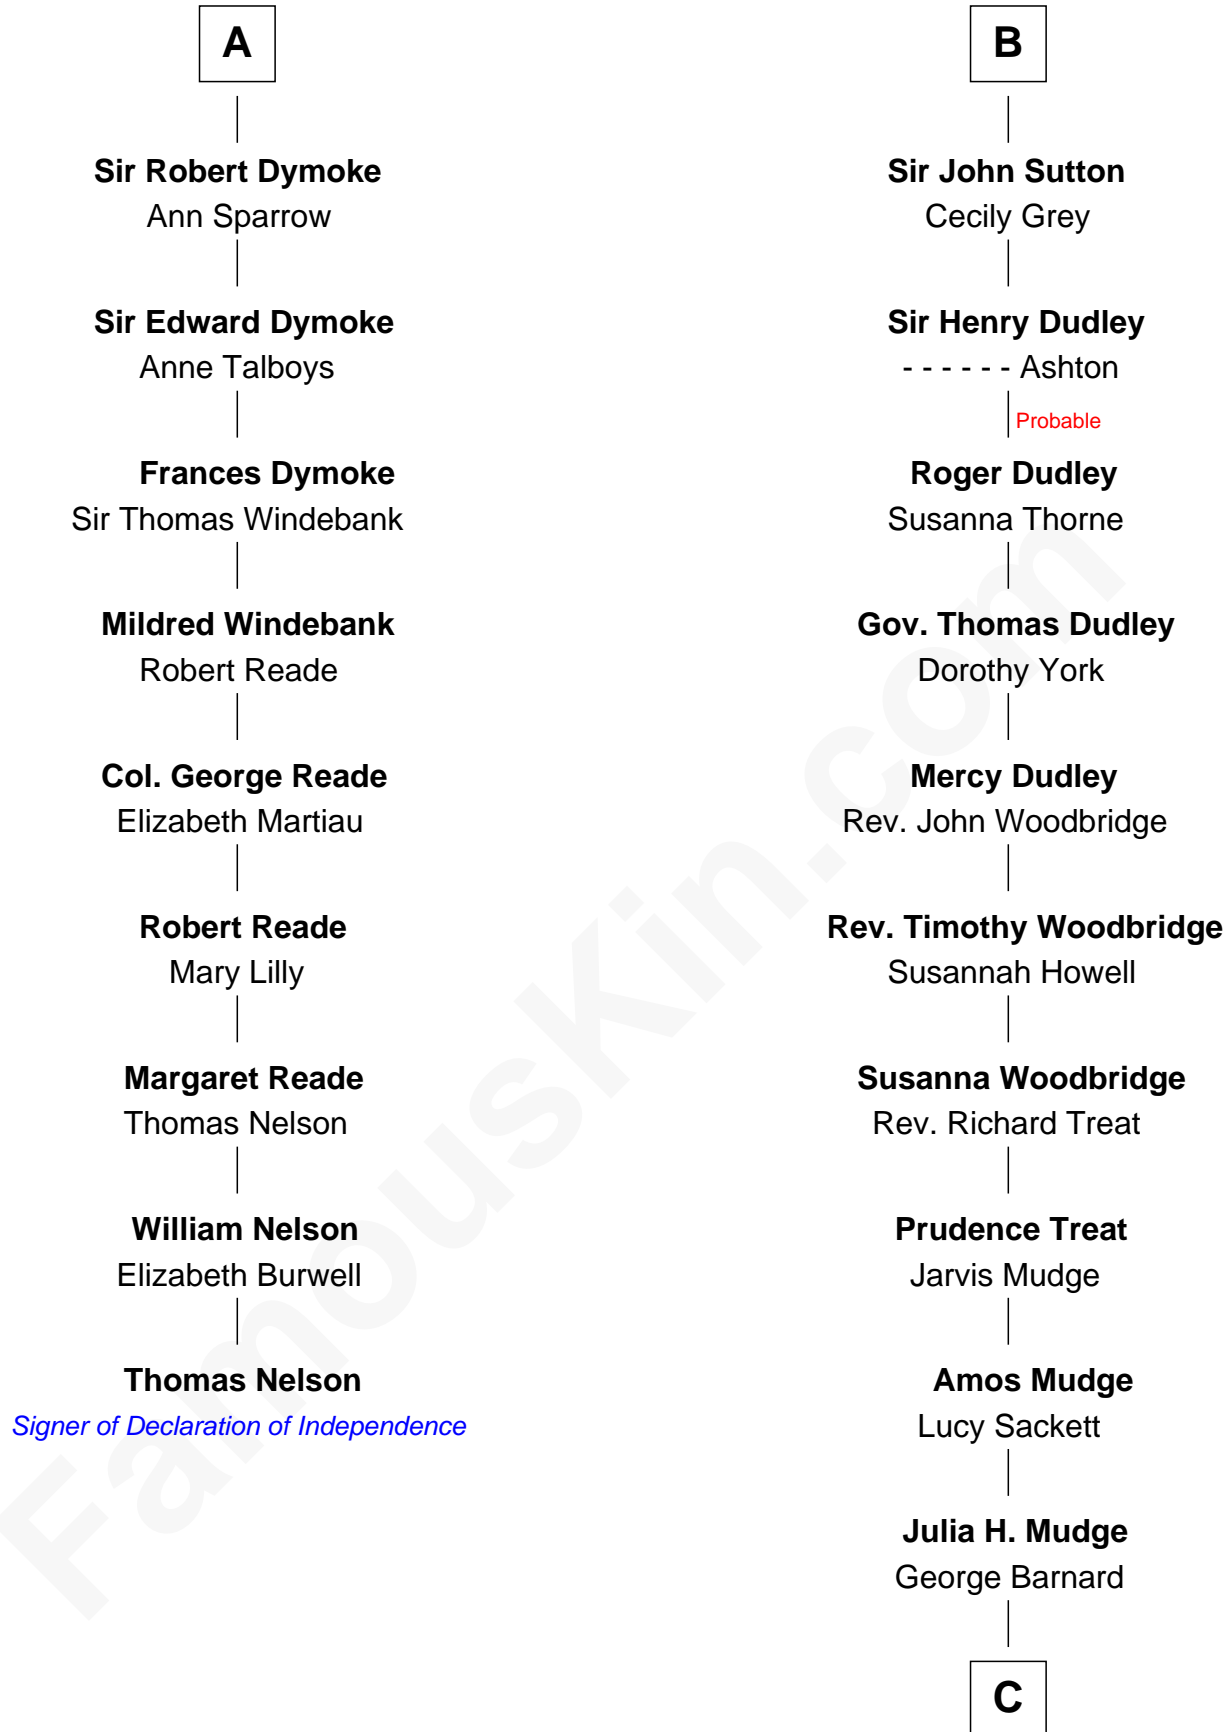 A
Sir Robert Dymoke
Ann Sparrow
Sir Edward Dymoke
Anne Talboys
Frances Dymoke
Sir Thomas Windebank
Mildred Windebank
Robert Reade
Col. George Reade
Elizabeth Martiau
Robert Reade
Mary Lilly
Margaret Reade
Thomas Nelson
William Nelson
Elizabeth Burwell
Thomas Nelson
Signer of Declaration of Independence
B
Sir John Sutton
Cecily Grey
Sir Henry Dudley
- - - - - - Ashton
Probable
Roger Dudley
Susanna Thorne
Gov. Thomas Dudley
Dorothy York
Mercy Dudley
Rev. John Woodbridge
Rev. Timothy Woodbridge
Susannah Howell
Susanna Woodbridge
Rev. Richard Treat
Prudence Treat
Jarvis Mudge
Amos Mudge
Lucy Sackett
Julia H. Mudge
George Barnard
C
FamousKin.com